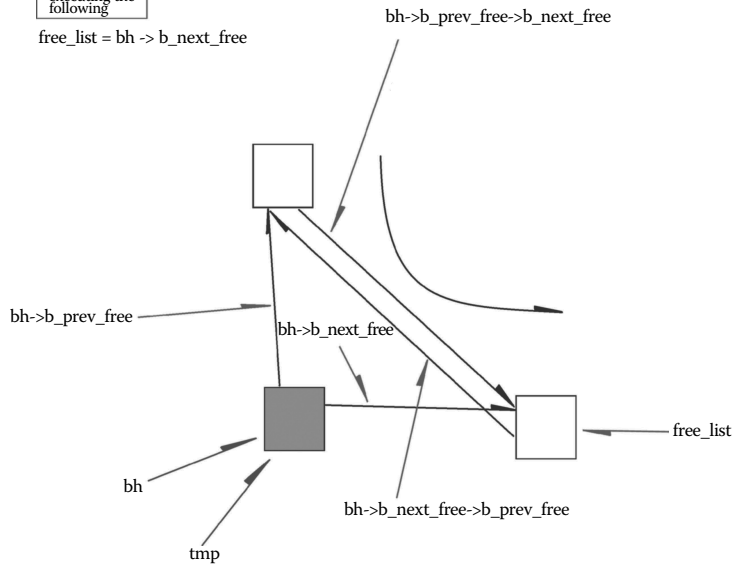 following
free_list = bh -> b_next_free
bh->b_prev_free->b_next_free
bh->b_prev_free
bh->b_next_free
free_list
bh
bh->b_next_free->b_prev_free
tmp